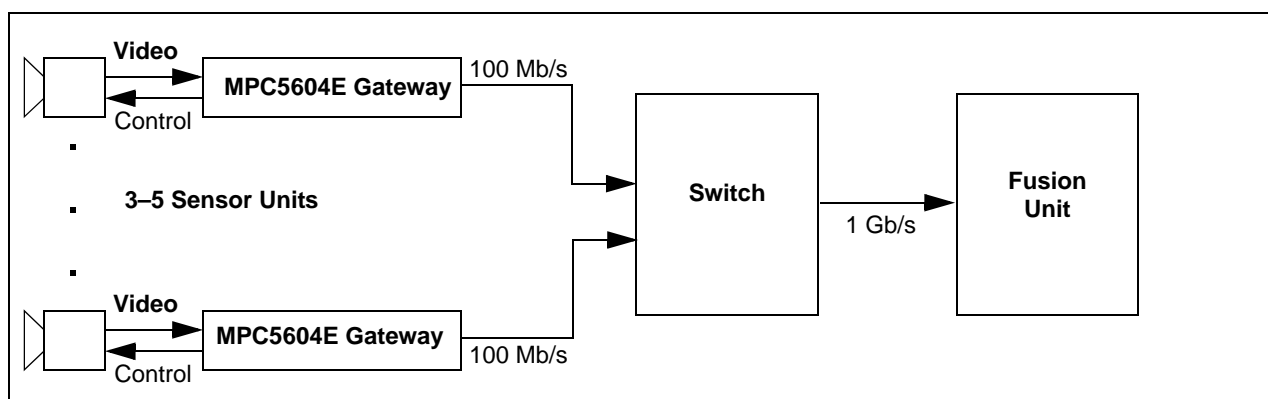 Video
MPC5604E Gateway
100 Mb/s
Control
3–5 Sensor Units
Switch
Fusion
Unit
1 Gb/s
Video
MPC5604E Gateway
100 Mb/s
Control